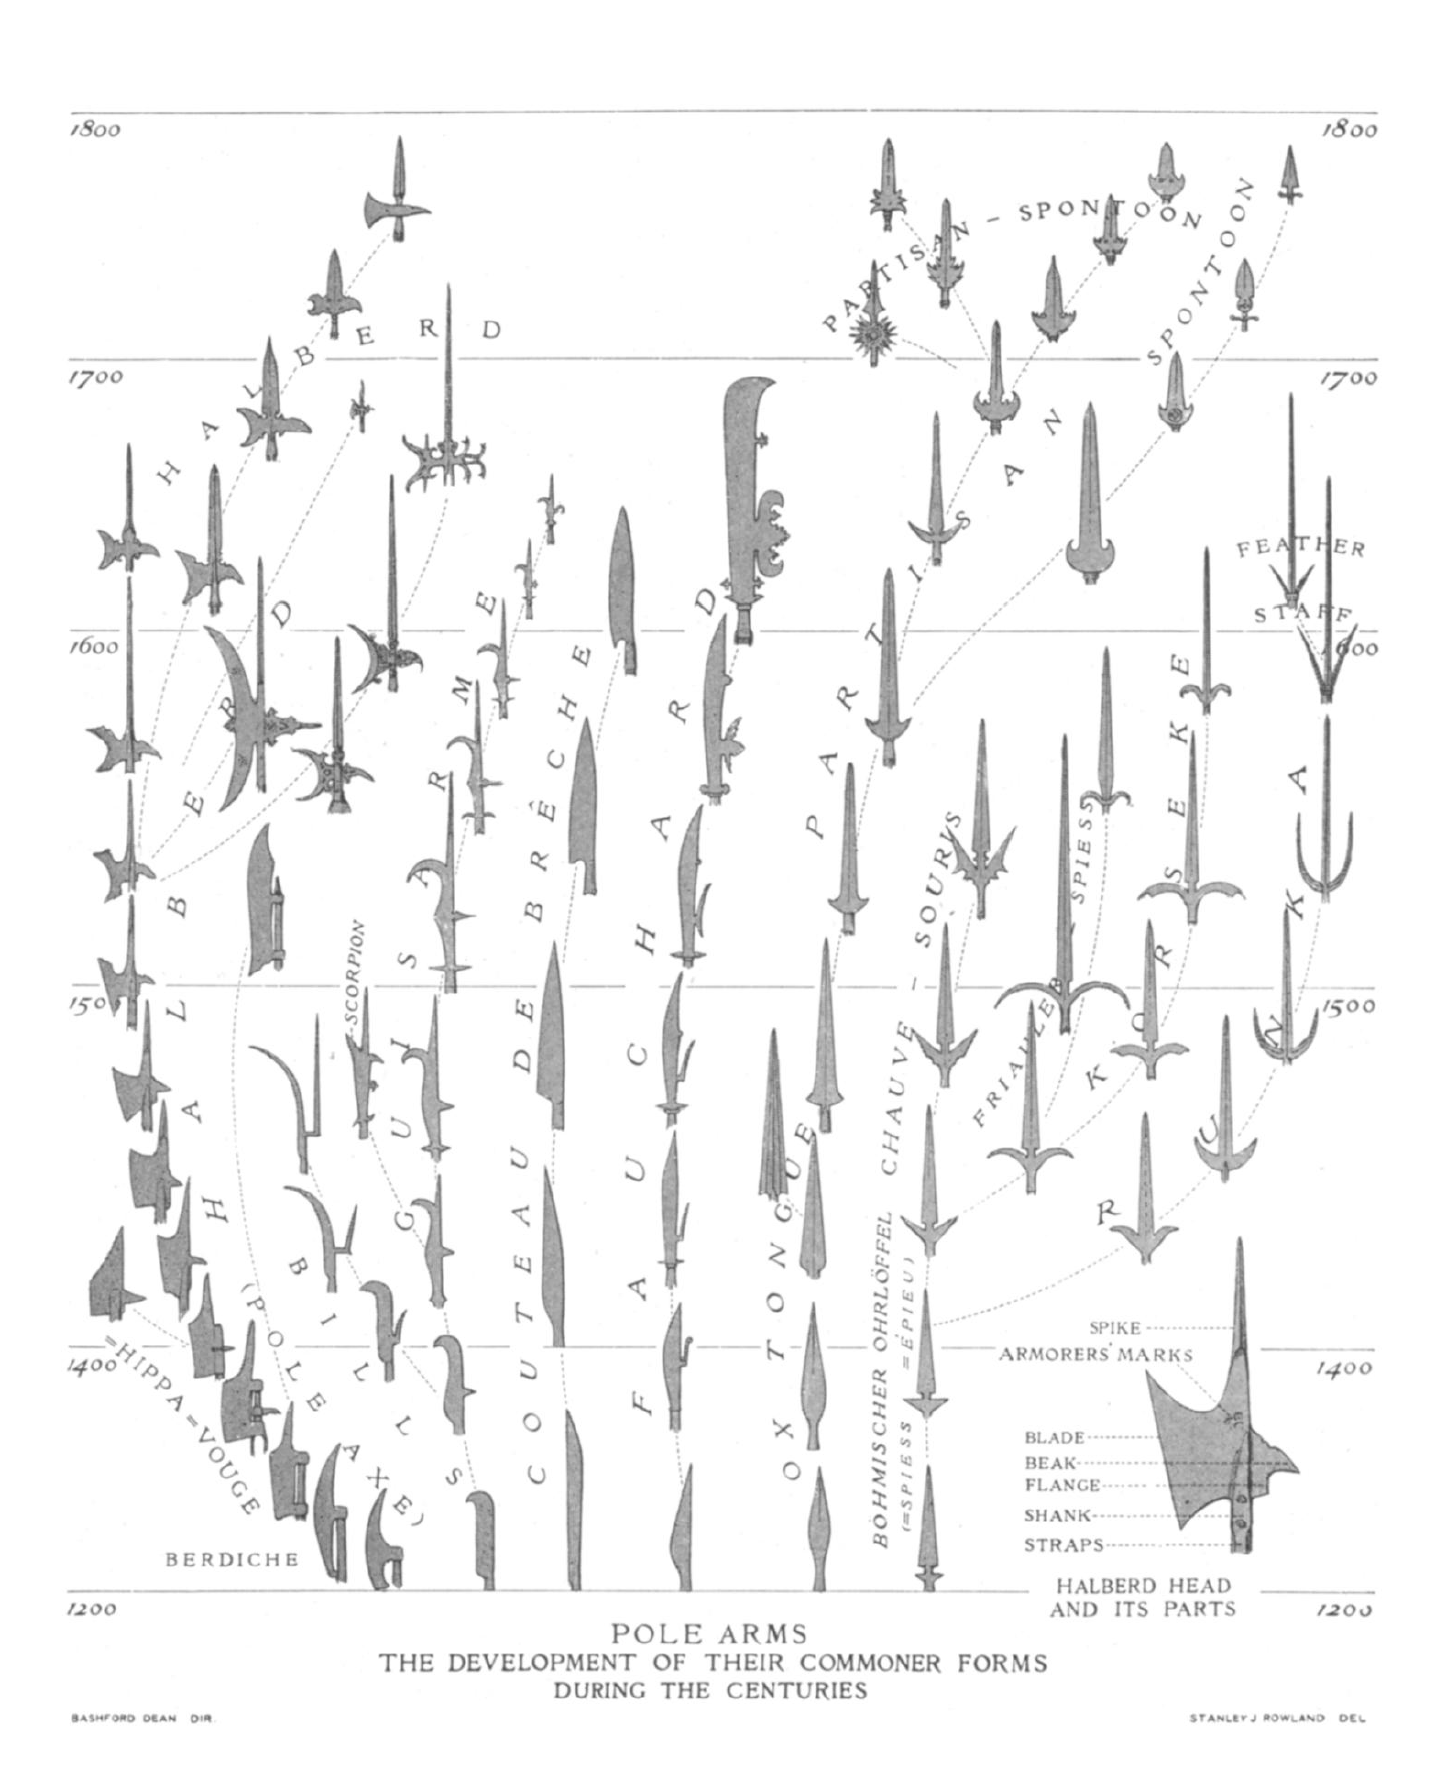 1800 1800
PARTISAN – SPONTOON
SPONTOON
HALBERD
1700 1700
PARTISAN
FEATHER
STAFF
1600 1600
HALBERD
GUISARME
COUTEAU DE BRÊCHE
FAUCHARD
CHAUVE – SOURIS
SPIESS
FRIAULER
K'ORSEKE
RUNKA
SCORPION
150 1500
OX TONGUE
BÖHMISCHER OHRLÖFFEL
(=SPIESS =ÉPIEU)
BILLS
(POLE AXE)
1400 1400
=HIPPA=VOUGE
BERDICHE
SPIKE
ARMORERS' MARKS
BLADE
BEAK
FLANGE
SHANK
STRAPS
HALBERD HEAD
AND ITS PARTS
1200 1200
POLE ARMS
THE DEVELOPMENT OF THEIR COMMONER FORMS
DURING THE CENTURIES
BASHFORD DEAN DIR.
STANLEY J ROWLAND DEL